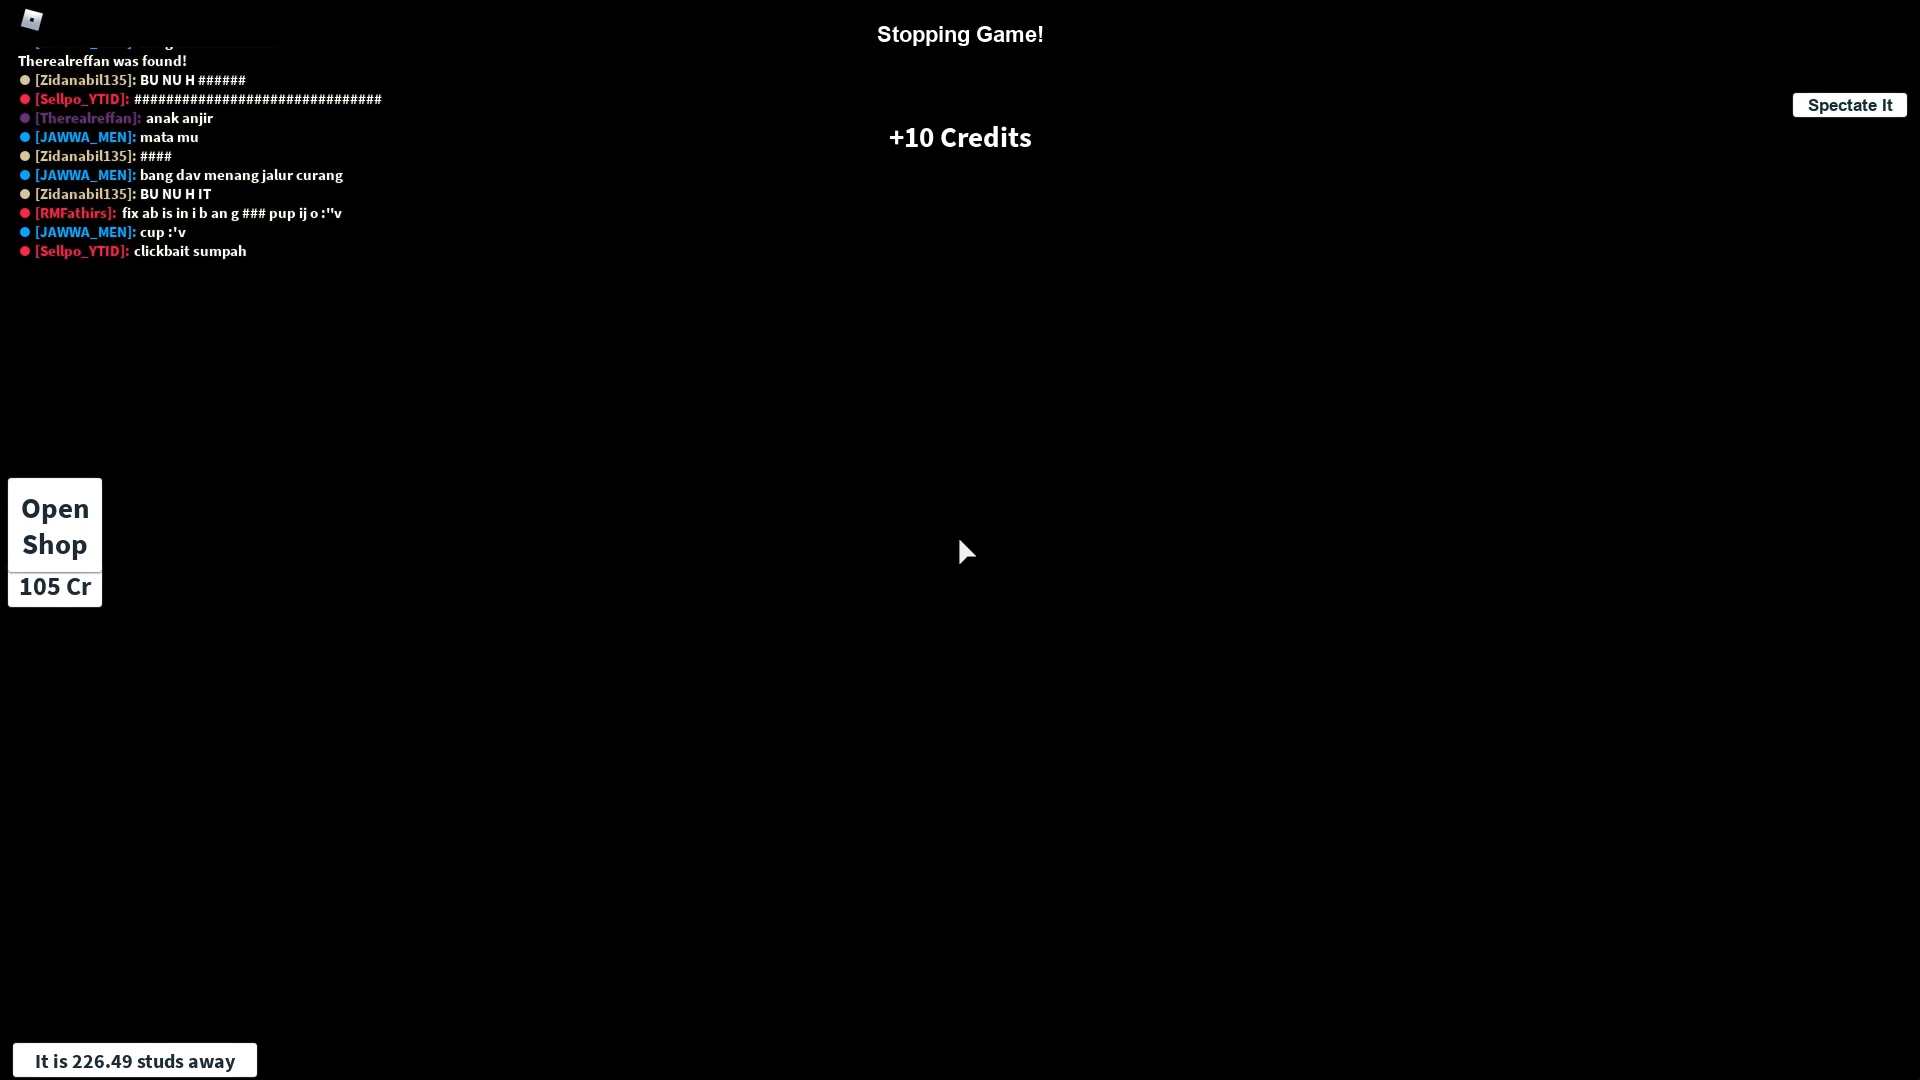 Stopping Game!
Therealreffan was found!
[Zidanabil135]: BU NU H ######
[Sellpo_YTID]: ###############################
[Therealreffan]: anak anjir
[JAWWA_MEN]: mata mu
[Zidanabil135]: ####
[JAWWA_MEN]: bang dav menang jalur curang
[Zidanabil135]: BU NU H IT
[RMFathirs]: fix ab is in i b an g ### pup ij o :"v
[JAWWA_MEN]: cup :'v
[Sellpo_YTID]: clickbait sumpah
Spectate It
+10 Credits
Open
Shop
105 Cr
It is 226.49 studs away